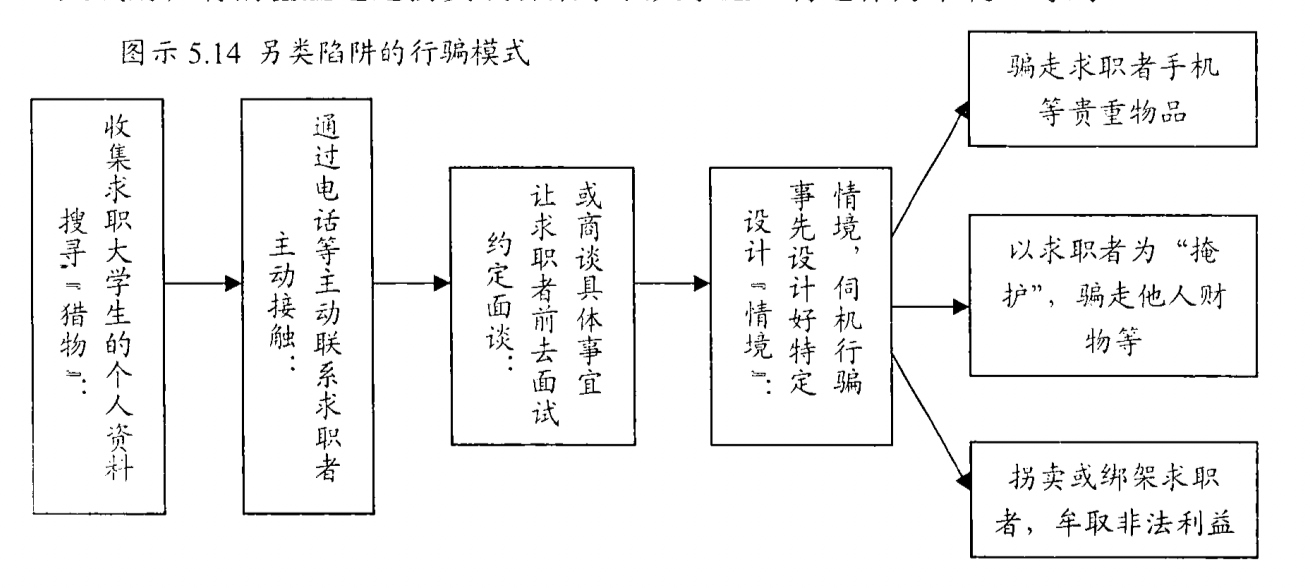 图示 5.14 另类陷阱的行骗模式
搜寻“猎物”：
收集求职大学生的个人资料
主动接触：
通过电话等主动联系求职者
约定面谈：
让求职者前去面试
或商谈具体事宜
设计“情境”：
事先设计好特定
情境，伺机行骗
骗走求职者手机
等贵重物品
以求职者为“掩
护”，骗走他人财
物等
拐卖或绑架求职
者，牟取非法利益